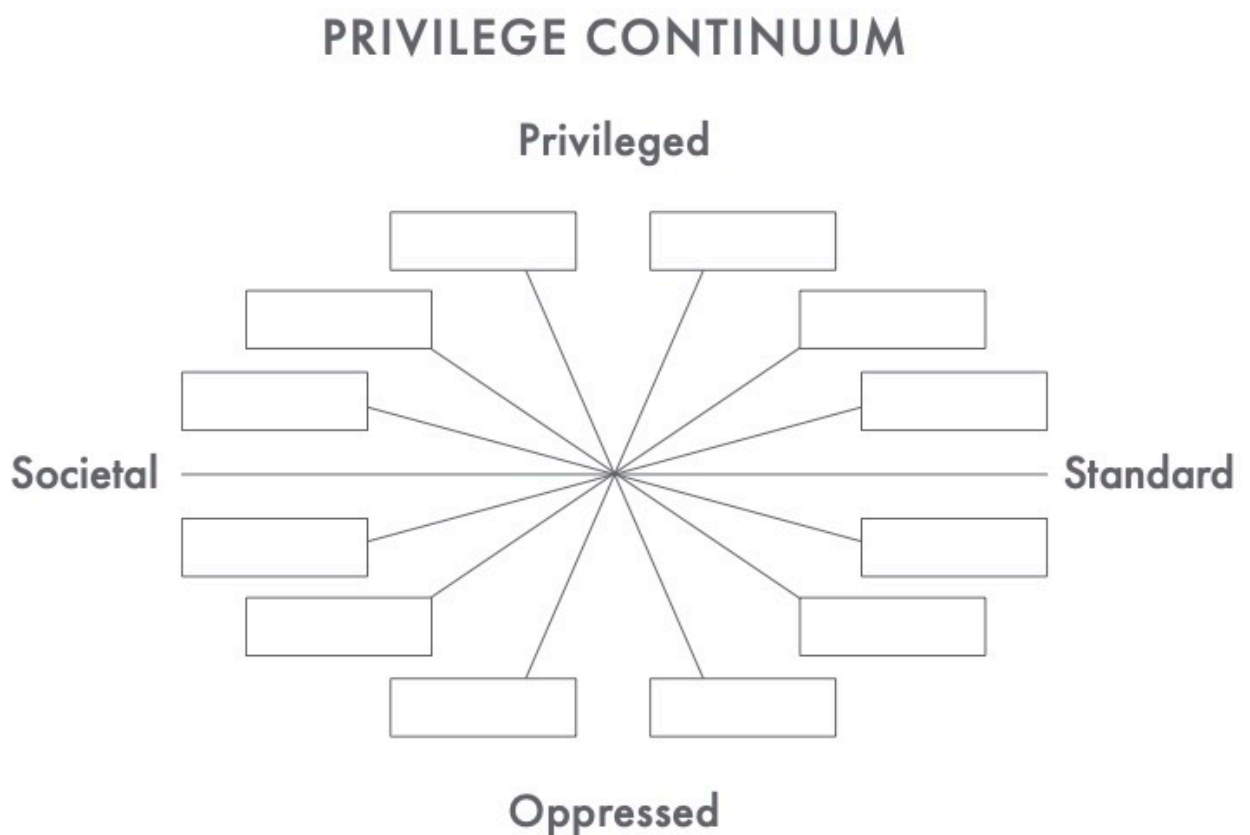 PRIVILEGE CONTINUUM
Privileged
Societal
Standard
Oppressed